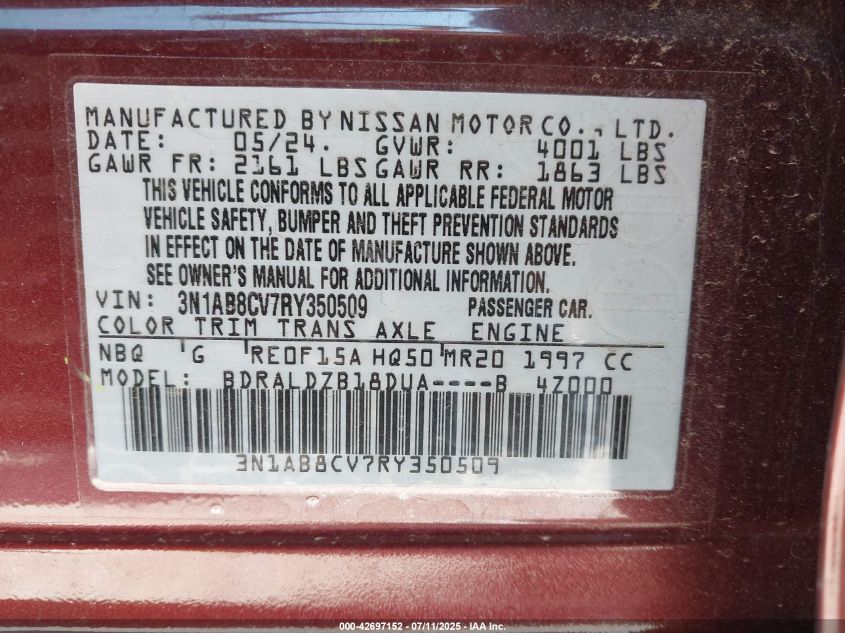 MANUFACTURED BY NISSAN MOTOR CO., LTD.
DATE: 05/24. GVWR: 4001 LBS
GAWR FR: 2161 LBS GAWR RR: 1863 LBS
THIS VEHICLE CONFORMS TO ALL APPLICABLE FEDERAL MOTOR
VEHICLE SAFETY, BUMPER AND THEFT PREVENTION STANDARDS
IN EFFECT ON THE DATE OF MANUFACTURE SHOWN ABOVE.
SEE OWNER'S MANUAL FOR ADDITIONAL INFORMATION.
VIN: 3N1AB8CV7RY350509 PASSENGER CAR.
COLOR TRIM TRANS AXLE ENGINE
NBQ 'G 'RE0F15A HQ50'MR20 1997 CC
MODEL: BDRALDZB18DUA----B 4Z000
3N1AB8CV7RY350509
000-42697152 - 07/11/2025 - IAA Inc.